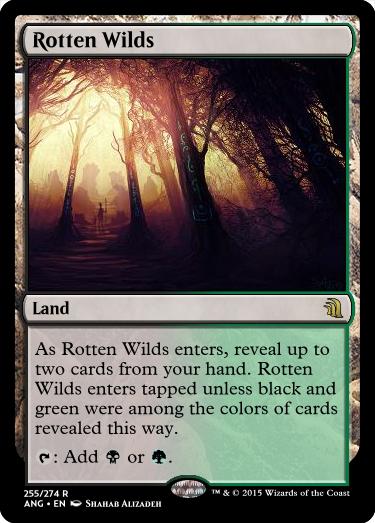 Rotten Wilds
Land
As Rotten Wilds enters, reveal up to
two cards from your hand. Rotten
Wilds enters tapped unless black and
green were among the colors of cards
revealed this way.
: Add or .
255/274 R
ANG • EN Shahab Alizadeh
™ & © 2015 Wizards of the Coast